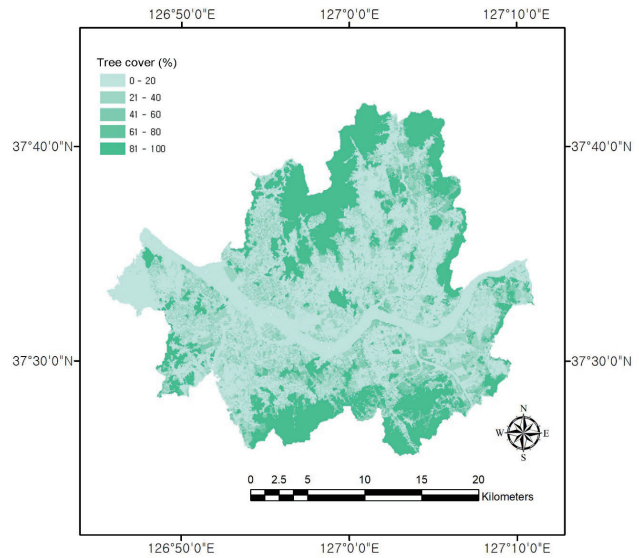 126°50'0"E 127°0'0"E 127°10'0"E
Tree cover (%)
0 - 20
21 - 40
41 - 60
61 - 80
81 - 100
37°40'0"N 37°40'0"N
37°30'0"N 37°30'0"N
N
W E
S
0 2.5 5 10 15 20
Kilometers
126°50'0"E 127°0'0"E 127°10'0"E